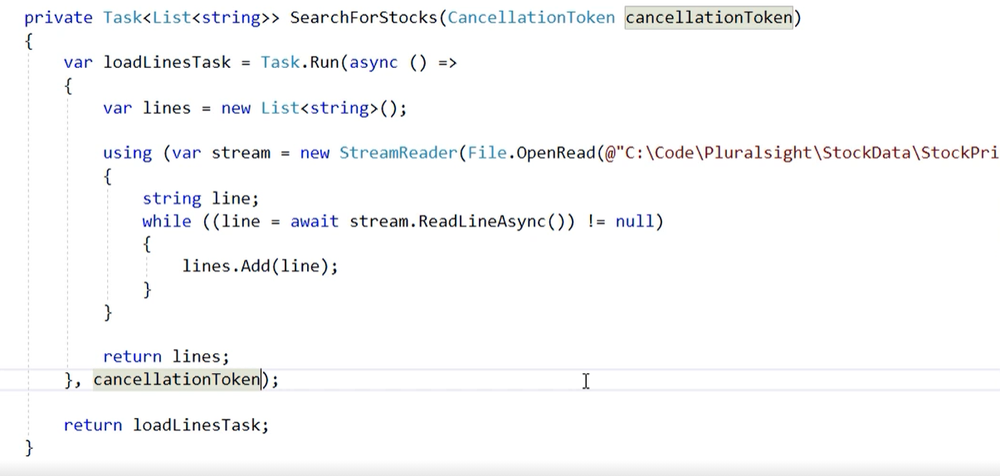 private Task<List<string>> SearchForStocks(CancellationToken cancellationToken)
{
var loadLinesTask = Task.Run(async () =>
{
var lines = new List<string>();
using (var stream = new StreamReader(File.OpenRead(@"C:\Code\Pluralsight\StockData\StockPri
{
string line;
while ((line = await stream.ReadLineAsync()) != null)
{
lines.Add(line);
}
}
return lines;
}, cancellationToken);
return loadLinesTask;
}